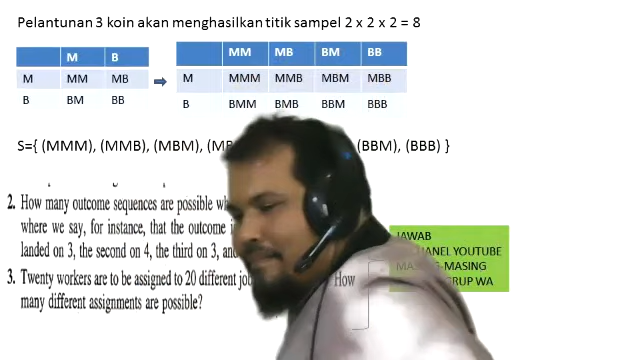 Pelantunan 3 koin akan menghasilkan titik sampel 2 x 2 x 2 = 8
M B
M MM MB
B BM BB
MM MB BM BB
M MMM MMB MBM MBB
B BMM BMB BBM BBB
S={ (MMM), (MMB), (MBM), (BBM), (BBB) }
2. How many outcome sequences are possible
where we say, for instance, that the outcome
landed on 3, the second on 4, the third on 3,
3. Twenty workers are to be assigned to 20 different How
many different assignments are possible?
JAWAB
YOUTUBE
MASING-MASING
WA